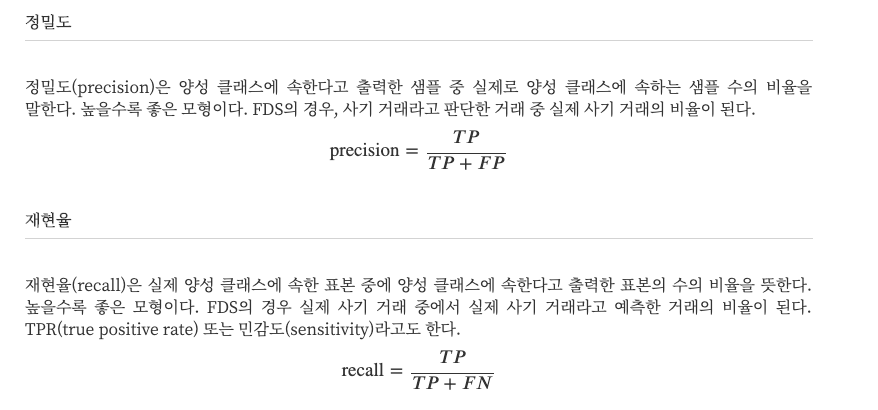 정밀도
정밀도(precision)은 양성 클래스에 속한다고 출력한 샘플 중 실제로 양성 클래스에 속하는 샘플 수의 비율을
말한다. 높을수록 좋은 모형이다. FDS의 경우, 사기 거래라고 판단한 거래 중 실제 사기 거래의 비율이 된다.
precision = TP / TP + FP
재현율
재현율(recall)은 실제 양성 클래스에 속한 표본 중에 양성 클래스에 속한다고 출력한 표본의 수의 비율을 뜻한다.
높을수록 좋은 모형이다. FDS의 경우 실제 사기 거래 중에서 실제 사기 거래라고 예측한 거래의 비율이 된다.
TPR(true positive rate) 또는 민감도(sensitivity)라고도 한다.
recall = TP / TP + FN